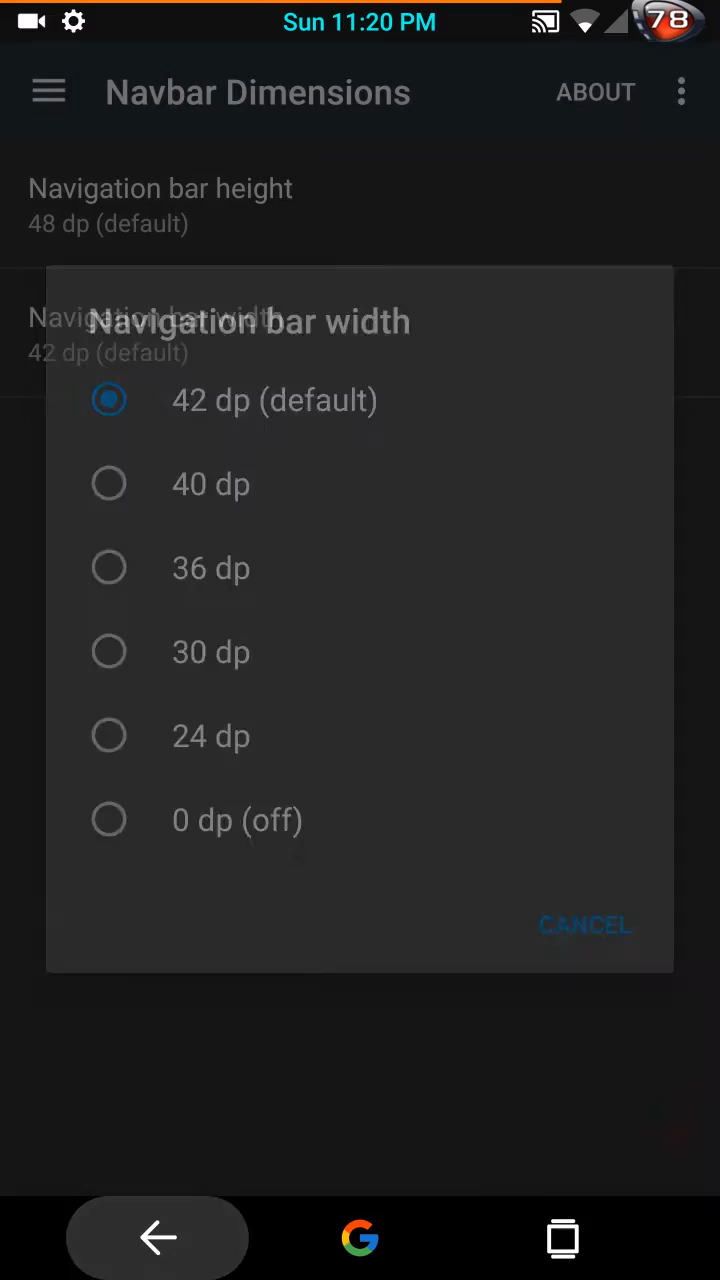 Sun 11:20 PM
78
Navbar Dimensions
ABOUT
Navigation bar height
48 dp (default)
Navigation bar width
Navigation bar width
42 dp (default)
42 dp (default)
40 dp
36 dp
30 dp
24 dp
0 dp (off)
CANCEL
G